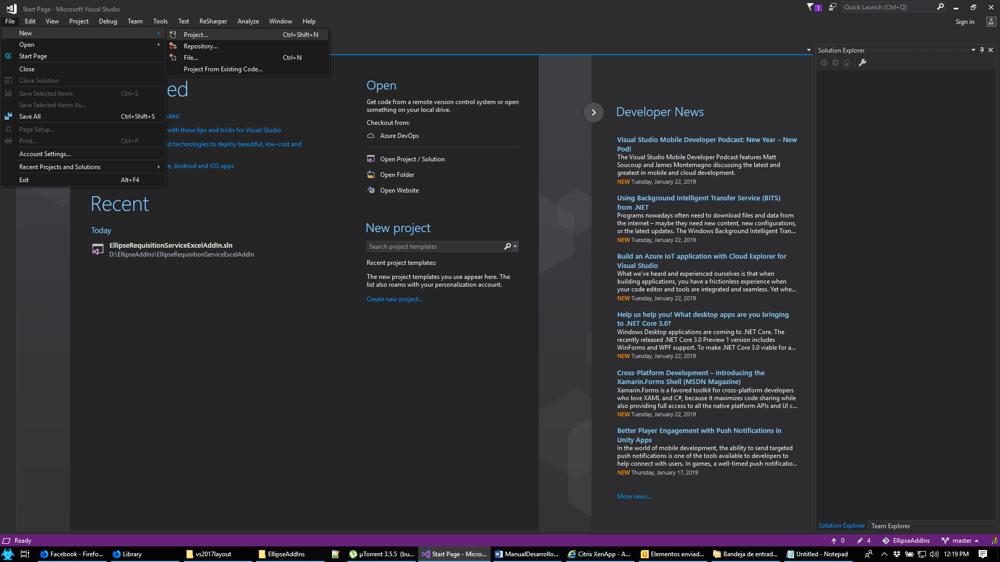 Start Page - Microsoft Visual Studio
1
Quick Launch (Ctrl+Q)
File Edit View Project Debug Team Tools Test ReSharper Analyze Window Help
Sign in
New
Open
Start Page
Close
Close Solution
Save Selected Items Ctrl+S
Save Selected Items As...
Save All Ctrl+Shift+S
Page Setup...
Print... Ctrl+P
Account Settings...
Recent Projects and Solutions
Exit Alt+F4
Project... Ctrl+Shift+N
Repository...
File... Ctrl+N
Project From Existing Code...
ed
utes!
with these tips and tricks for Visual Studio
st technologies to deploy beautiful, low-cost and
e, Android and iOS apps
Recent
Today
EllipseRequisitionServiceExcelAddIn.sln
D:\EllipseAddIns\EllipseRequisitionServiceExcelAddIn
Open
Get code from a remote version control system or open
something on your local drive.
Checkout from:
Azure DevOps
Open Project / Solution
Open Folder
Open Website
New project
Search project templates
Recent project templates:
The new project templates you use appear here. The
list also roams with your personalization account.
Create new project...
Developer News
Visual Studio Mobile Developer Podcast: New Year – New
Pod!
The Visual Studio Mobile Developer Podcast features Matt
Soucoup and James Montemagno discussing the latest and
greatest in mobile and cloud development.
NEW Tuesday, January 22, 2019
Using Background Intelligent Transfer Service (BITS)
from .NET
Programs nowadays often need to download files and data from
the internet – maybe they need new content, new configurations,
or the latest updates. The Windows Background Intelligent Tran...
NEW Tuesday, January 22, 2019
Build an Azure IoT application with Cloud Explorer for
Visual Studio
What we've heard and experienced ourselves is that when
building applications, you have a frictionless experience when
your code editor and tools are integrated and seamless. Yet whe...
NEW Tuesday, January 22, 2019
Help us help you! What desktop apps are you bringing
to .NET Core 3.0?
Windows Desktop applications are coming to .NET Core. The
recently released .NET Core 3.0 Preview 1 version includes
WinForms and WPF support. To make .NET Core 3.0 viable for a...
NEW Tuesday, January 22, 2019
Cross-Platform Development – Introducing the
Xamarin.Forms Shell (MSDN Magazine)
Xamarin.Forms is a favored toolkit for cross-platform developers
who love XAML and C#, because it maximizes code sharing while
also providing full access to all the native platform APIs and UI c...
NEW Tuesday, January 22, 2019
Better Player Engagement with Push Notifications in
Unity Apps
In the world of mobile development, the ability to send targeted
push notifications is one of the tools available to developers to
help connect with users. In games, a well-timed push notificatio...
NEW Thursday, January 17, 2019
More news...
Solution Explorer
Solution Explorer Team Explorer
Ready
0 4 EllipseAddIns master
Facebook - Firefo... Library vs2017layout EllipseAddIns µTorrent 3.5.5 (bu... Start Page - Micro... ManualDesarrollo... Citrix XenApp - A... Elementos enviad... Bandeja de entrad... Untitled - Notepad 12:19 PM